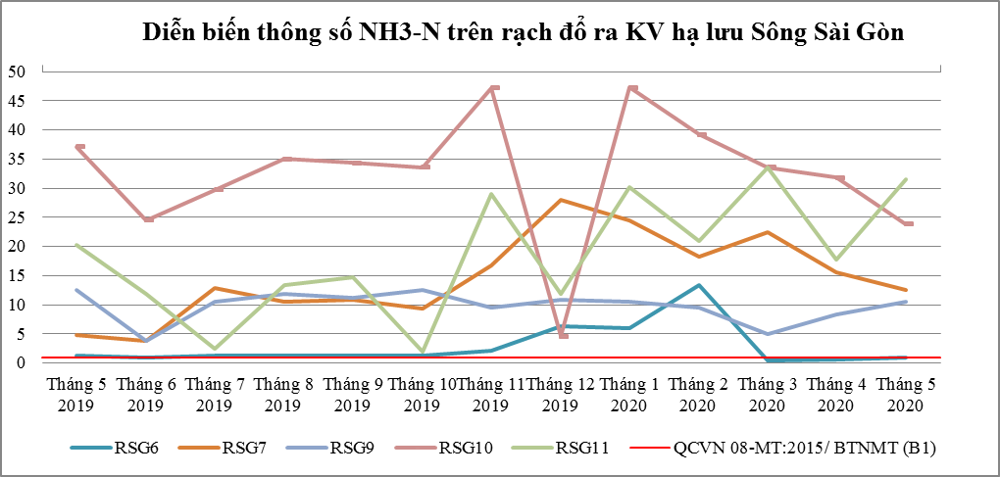 Diễn biến thông số NH3-N trên rạch đổ ra KV hạ lưu Sông Sài Gòn
50
45
40
35
30
25
20
15
10
5
0
Tháng 5 Tháng 6 Tháng 7 Tháng 8 Tháng 9 Tháng 10 Tháng 11 Tháng 12 Tháng 1 Tháng 2 Tháng 3 Tháng 4 Tháng 5
2019 2019 2019 2019 2019 2019 2019 2019 2020 2020 2020 2020 2020
RSG6 RSG7 RSG9 RSG10 RSG11 QCVN 08-MT:2015/ BTNMT (B1)